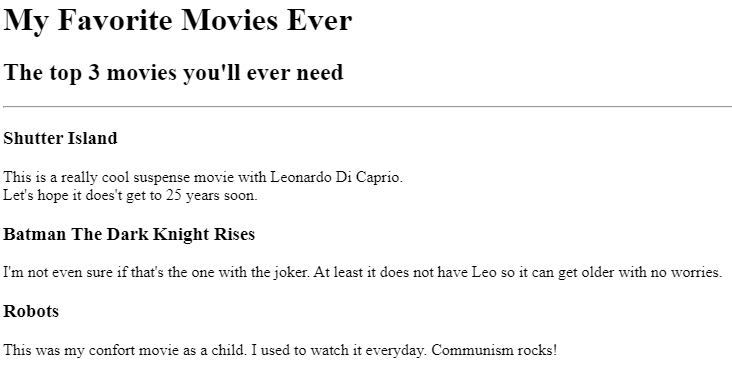 My Favorite Movies Ever
The top 3 movies you'll ever need
Shutter Island
This is a really cool suspense movie with Leonardo Di Caprio.
Let's hope it does't get to 25 years soon.
Batman The Dark Knight Rises
I'm not even sure if that's the one with the joker. At least it does not have Leo so it can get older with no worries.
Robots
This was my confort movie as a child. I used to watch it everyday. Communism rocks!